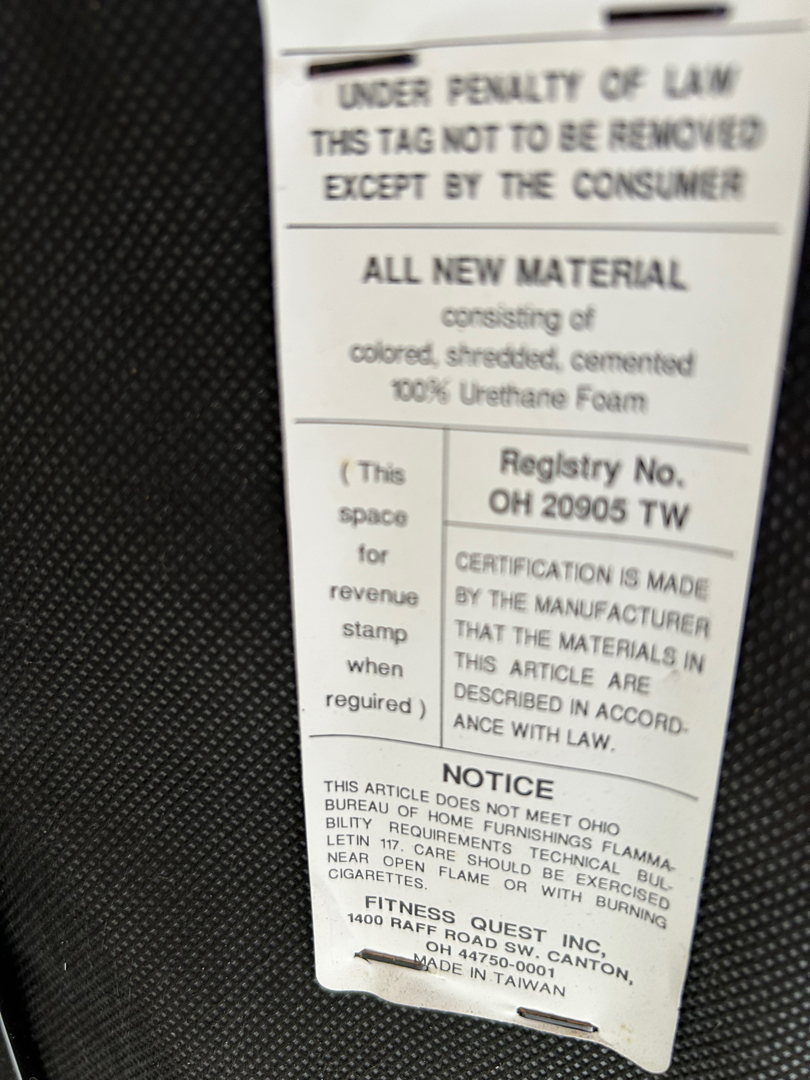 UNDER PENALTY OF LAW
THIS TAG NOT TO BE REMOVED
EXCEPT BY THE CONSUMER
ALL NEW MATERIAL
consisting of
colored, shredded, cemented
100% Urethane Foam
( This
space
for
revenue
stamp
when
reguired )
Registry No.
OH 20905 TW
CERTIFICATION IS MADE
BY THE MANUFACTURER
THAT THE MATERIALS IN
THIS ARTICLE ARE
DESCRIBED IN ACCORD-
ANCE WITH LAW.
NOTICE
THIS ARTICLE DOES NOT MEET OHIO
BUREAU OF HOME FURNISHINGS FLAMMA-
BILITY REQUIREMENTS TECHNICAL BUL-
LETIN 117. CARE SHOULD BE EXERCISED
NEAR OPEN FLAME OR WITH BURNING
CIGARETTES.
FITNESS QUEST INC,
1400 RAFF ROAD SW. CANTON,
OH 44750-0001
MADE IN TAIWAN